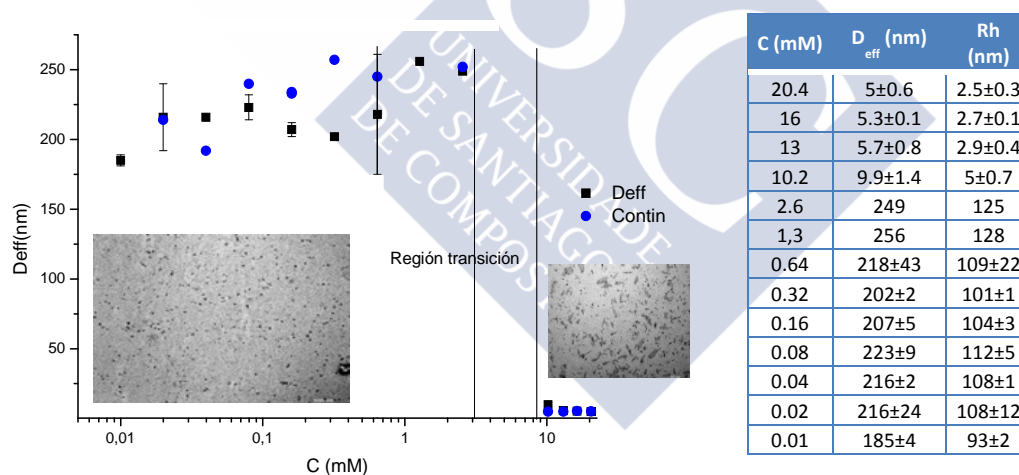 250
200
150
100
50
Deff(nm)
0,01
0,1
1
10
C (mM)
Deff
Contin
Región transición
UNIVERSIDADE
DE SANTIAGO
DE COMPOSTELA
C (mM) D eff (nm) Rh (nm)
20.4 5±0.6 2.5±0.3
16 5.3±0.1 2.7±0.1
13 5.7±0.8 2.9±0.4
10.2 9.9±1.4 5±0.7
2.6 249 125
1,3 256 128
0.64 218±43 109±22
0.32 202±2 101±1
0.16 207±5 104±3
0.08 223±9 112±5
0.04 216±2 108±1
0.02 216±24 108±12
0.01 185±4 93±2